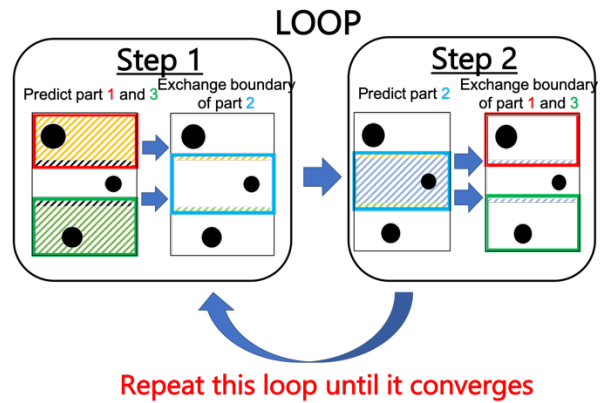 LOOP
Step 1
Predict part 1 and 3
Exchange boundary
of part 2
Step 2
Predict part 2
Exchange boundary
of part 1 and 3
Repeat this loop until it converges